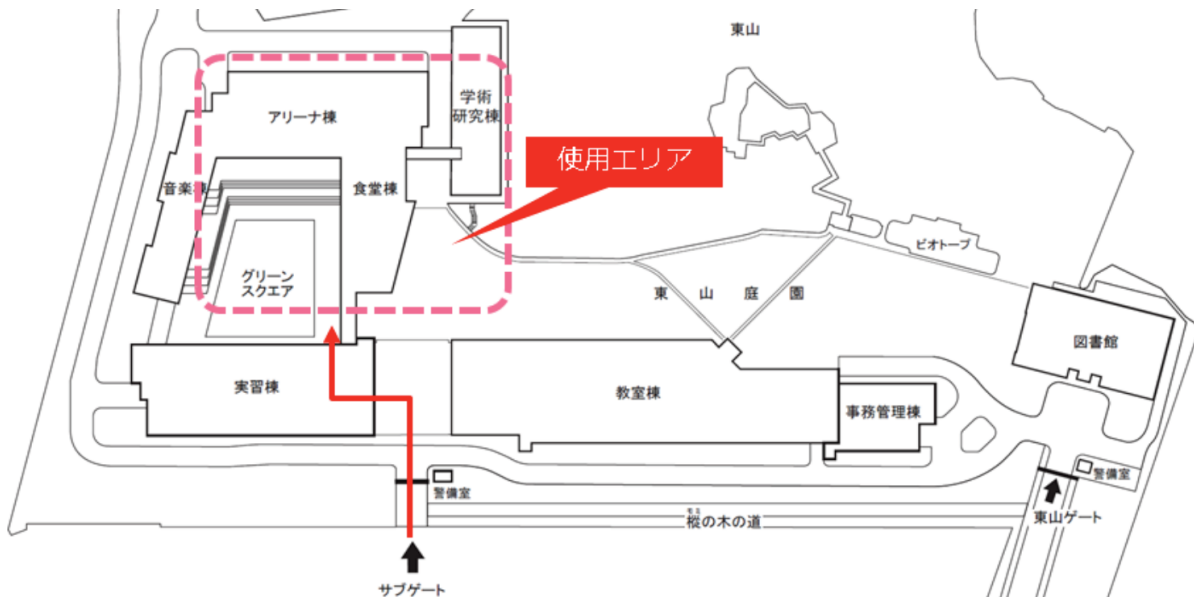 東山
アリーナ棟
学術
研究棟
使用エリア
音楽棟
食堂棟
ビオトープ
グリーン
スクエア
東山庭園
図書館
実習棟
教室棟
事務管理棟
警備室
警備室
モミ
樅の木の道
東山ゲート
サブゲート